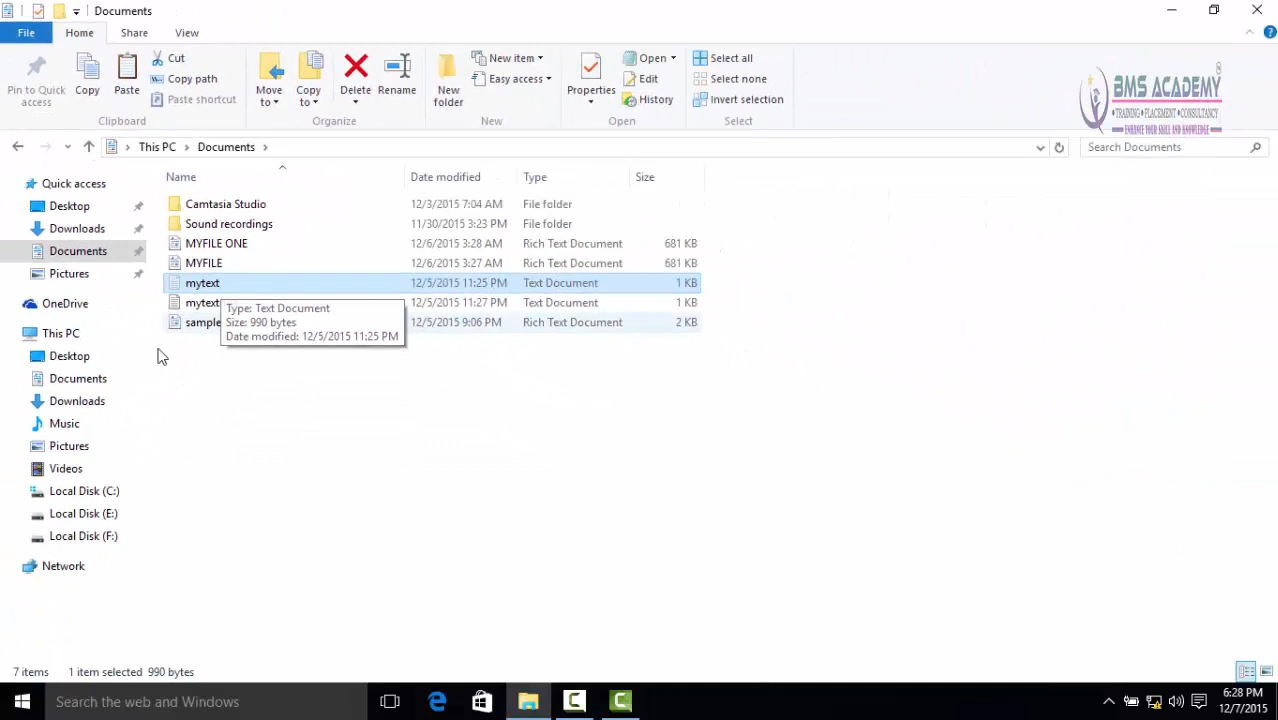 Documents
File Home Share View
Pin to Quick access
Copy
Paste
Cut
Copy path
Paste shortcut
Clipboard
Move to
Copy to
Delete
Rename
Organize
New folder
New item
Easy access
New
Properties
Open
Edit
History
Open
Select all
Select none
Invert selection
Select
BMS ACADEMY
TRAINING PLACEMENT CONSULTANCY
ENHANCE YOUR SKILL AND KNOWLEDGE
This PC Documents
Search Documents
Quick access
Desktop
Downloads
Documents
Pictures
OneDrive
This PC
Desktop
Documents
Downloads
Music
Pictures
Videos
Local Disk (C:)
Local Disk (E:)
Local Disk (F:)
Network
Name Date modified Type Size
Camtasia Studio 12/3/2015 7:04 AM File folder
Sound recordings 11/30/2015 3:23 PM File folder
MYFILE ONE 12/6/2015 3:28 AM Rich Text Document 681 KB
MYFILE 12/6/2015 3:27 AM Rich Text Document 681 KB
mytext 12/5/2015 11:25 PM Text Document 1 KB
mytext 12/5/2015 11:27 PM Text Document 1 KB
sample 12/5/2015 9:06 PM Rich Text Document 2 KB
Type: Text Document
Size: 990 bytes
Date modified: 12/5/2015 11:25 PM
7 items 1 item selected 990 bytes
Search the web and Windows
6:28 PM
12/7/2015